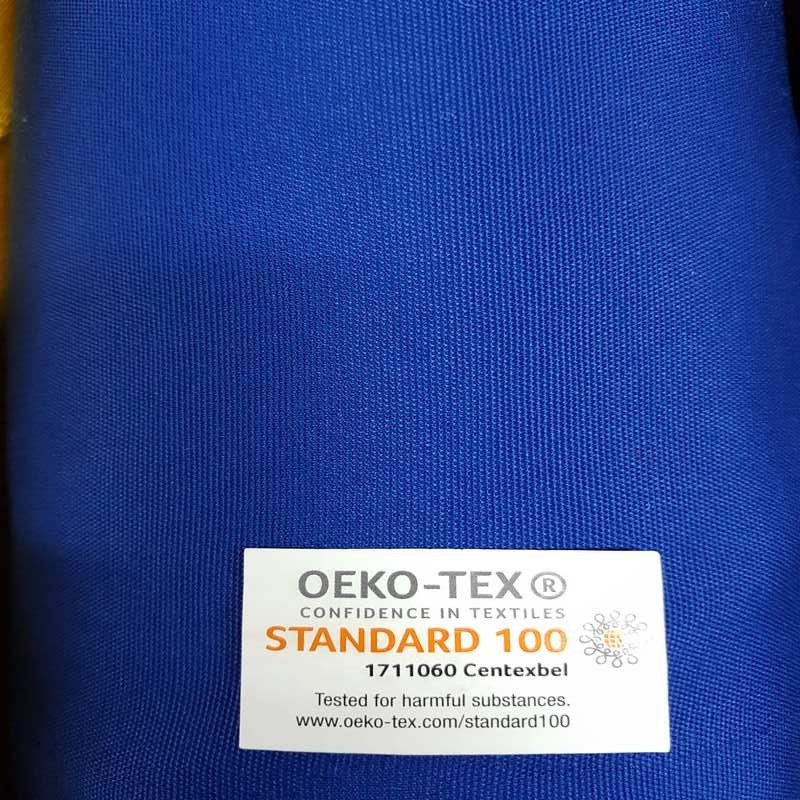 OEKO-TEX®
CONFIDENCE IN TEXTILES
STANDARD 100
1711060 Centexbel
Tested for harmful substances.
www.oeko-tex.com/standard100